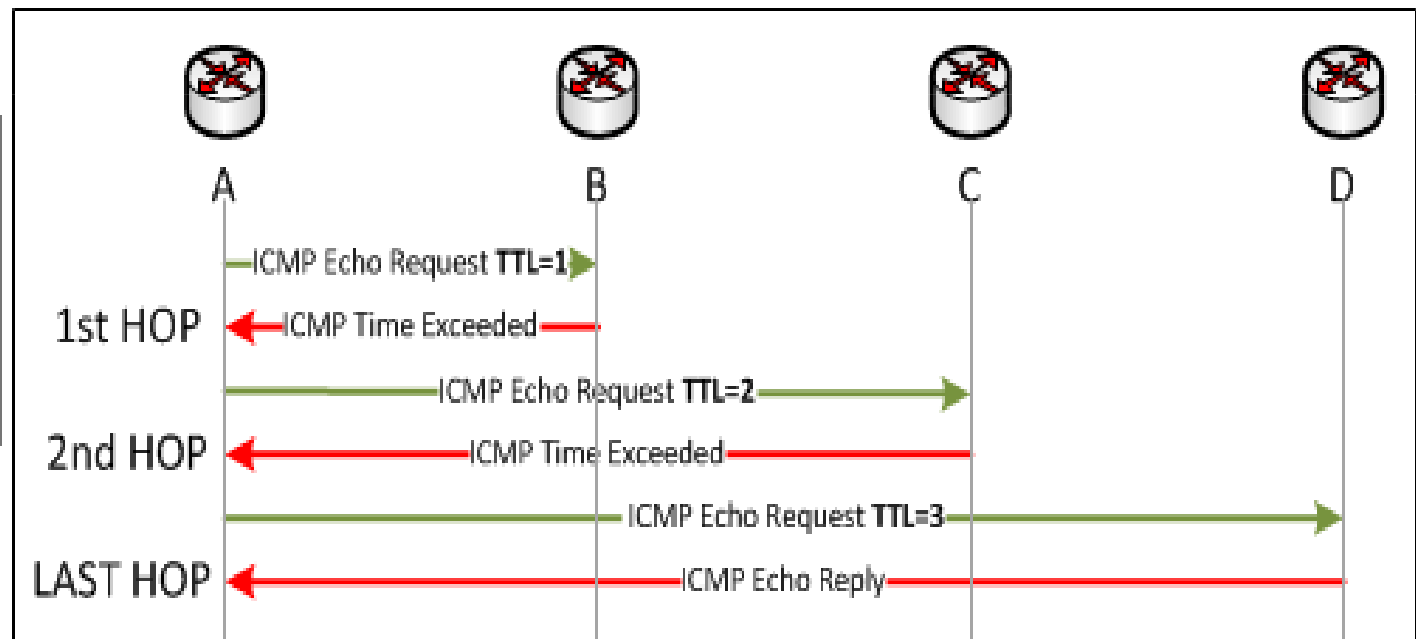 A
B
C
D
ICMP Echo Request TTL=1
1st HOP
ICMP Time Exceeded
ICMP Echo Request TTL=2
2nd HOP
ICMP Time Exceeded
ICMP Echo Request TTL=3
LAST HOP
ICMP Echo Reply